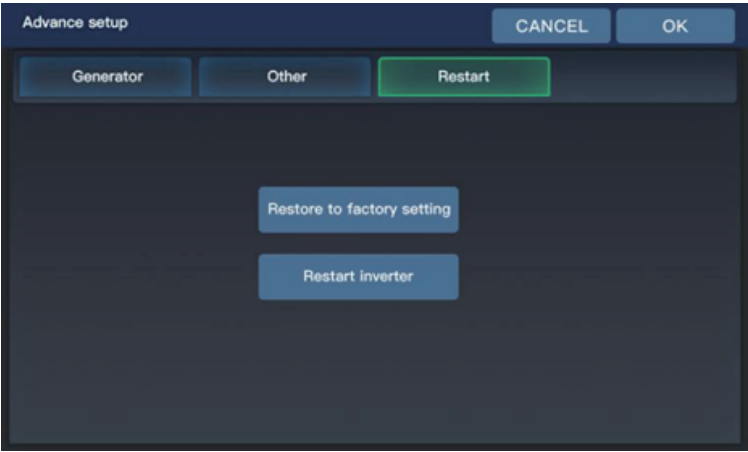 Advance setup
CANCEL
OK
Generator
Other
Restart
Restore to factory setting
Restart inverter